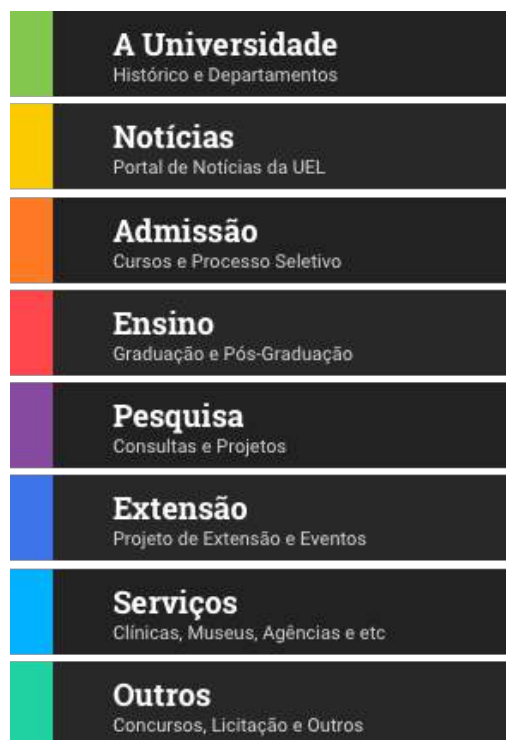 A Universidade
Histórico e Departamentos
Notícias
Portal de Notícias da UEL
Admissão
Cursos e Processo Seletivo
Ensino
Graduação e Pós-Graduação
Pesquisa
Consultas e Projetos
Extensão
Projeto de Extensão e Eventos
Serviços
Clínicas, Museus, Agências e etc
Outros
Concursos, Licitação e Outros